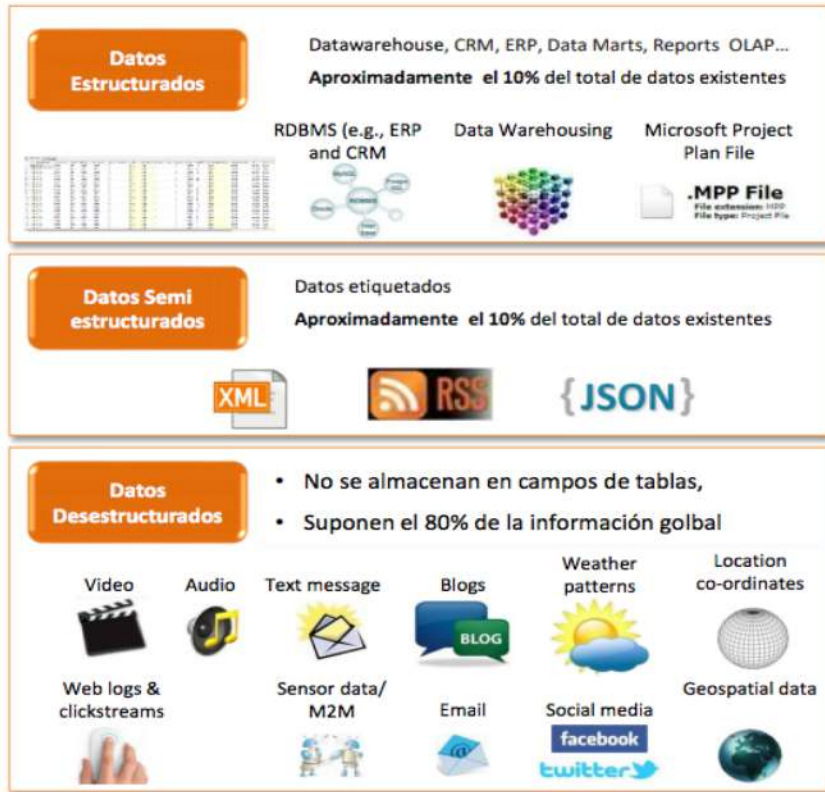 Datos
Estructurados
Datawarehouse, CRM, ERP, Data Marts, Reports OLAP...
Aproximadamente el 10% del total de datos existentes
RDBMS (e.g., ERP
and CRM
Data Warehousing
Microsoft Project
Plan File
.MPP File
File extension: MPP
File type: Project File
Datos Semi
estructurados
Datos etiquetados
Aproximadamente el 10% del total de datos existentes
XML
RSS
{JSON}
Datos
Desestructurados
• No se almacenan en campos de tablas,
• Suponen el 80% de la información golbal
Video
Audio
Text message
Blogs
Weather
patterns
Location
co-ordinates
BLOG
Web logs &
clickstreams
Sensor data/
M2M
Email
Social media
Geospatial data
facebook
twitter
@